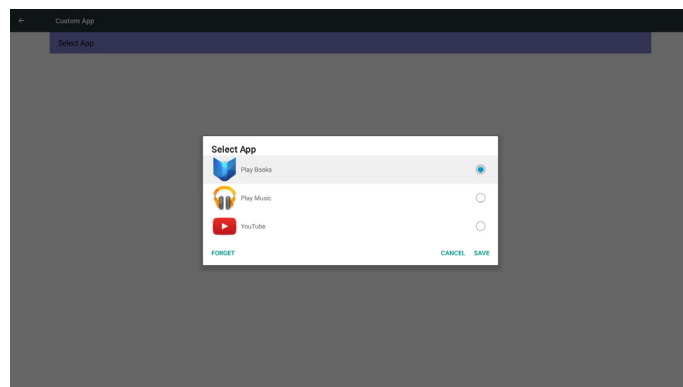 Custom App
Select App
Select App
Play Books
Play Music
YouTube
FORGET CANCEL SAVE